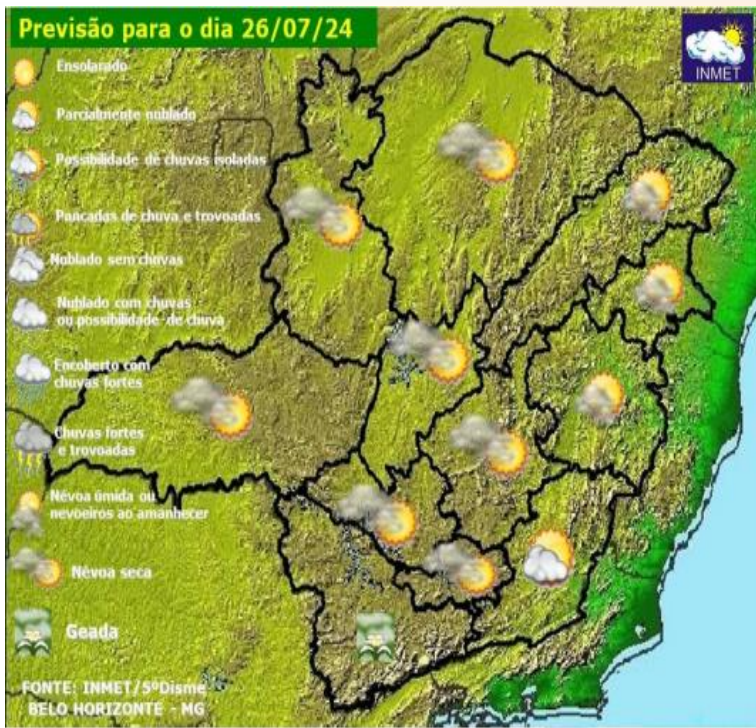 Previsão para o dia 26/07/24
INMET
Ensolarado
Parcialmente nublado
Possibilidade de chuvas isoladas
Pancadas de chuva e trovoadas
Nublado sem chuvas
Nublado com chuvas
ou possibilidade de chuva
Encoberto com
chuvas fortes
Chuvas fortes
e trovoadas
Névoa úmida ou
nevoeiros ao amanhecer
Névoa seca
Geada
FONTE: INMET/5ºDisme
BELO HORIZONTE - MG